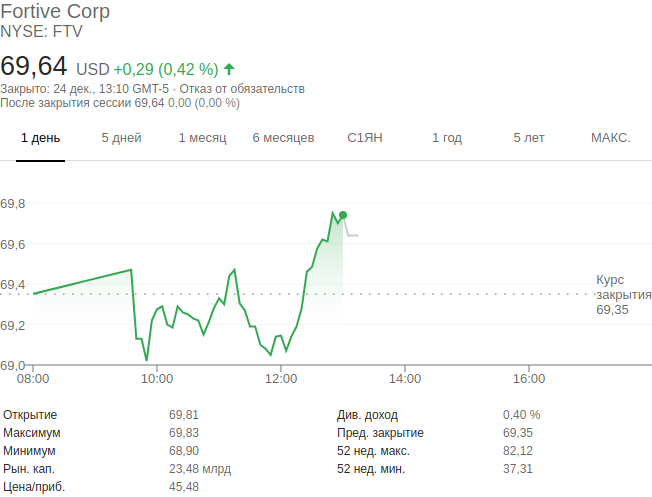 Fortive Corp
NYSE: FTV
69,64 USD +0,29 (0,42 %)
Закрыто: 24 дек., 13:10 GMT-5 · Отказ от обязательств
После закрытия сессии 69,64 0,00 (0,00 %)
1 день 5 дней 1 месяц 6 месяцев С1ЯН 1 год 5 лет МАКС.
69,8
69,6
69,4
69,2
69,0
Курс
закрытия
69,35
08:00 10:00 12:00 14:00 16:00
Открытие 69,81 Див. доход 0,40 %
Максимум 69,83 Пред. закрытие 69,35
Минимум 68,90 52 нед. макс. 82,12
Рын. кап. 23,48 млрд 52 нед. мин. 37,31
Цена/приб. 45,48